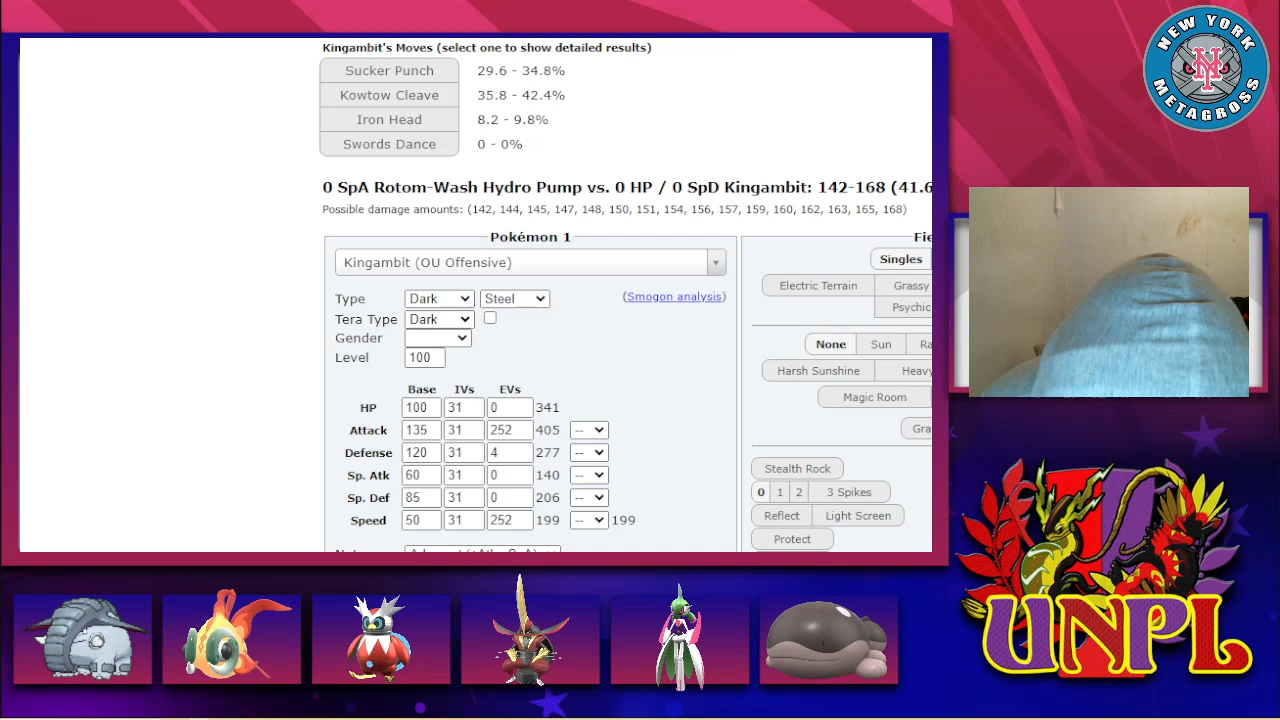 Kingambit's Moves (select one to show detailed results)
Sucker Punch 29.6 - 34.8%
Kowtow Cleave 35.8 - 42.4%
Iron Head 8.2 - 9.8%
Swords Dance 0 - 0%
0 SpA Rotom-Wash Hydro Pump vs. 0 HP / 0 SpD Kingambit: 142-168 (41.6
Possible damage amounts: (142, 144, 145, 147, 148, 150, 151, 154, 156, 157, 159, 160, 162, 163, 165, 168)
Pokémon 1
Kingambit (OU Offensive)
Type Dark Steel (Smogon analysis)
Tera Type Dark
Gender
Level 100
Base IVs EVs
HP 100 31 0 341
Attack 135 31 252 405 --
Defense 120 31 4 277 --
Sp. Atk 60 31 0 140 --
Sp. Def 85 31 0 206 --
Speed 50 31 252 199 -- 199
Fie
Singles
Electric Terrain Grassy
Psychic
None Sun Ra
Harsh Sunshine Heavy
Magic Room
Gra
Stealth Rock
0 1 2 3 Spikes
Reflect Light Screen
Protect
NEW YORK
NY
METAGROSS
UNPL